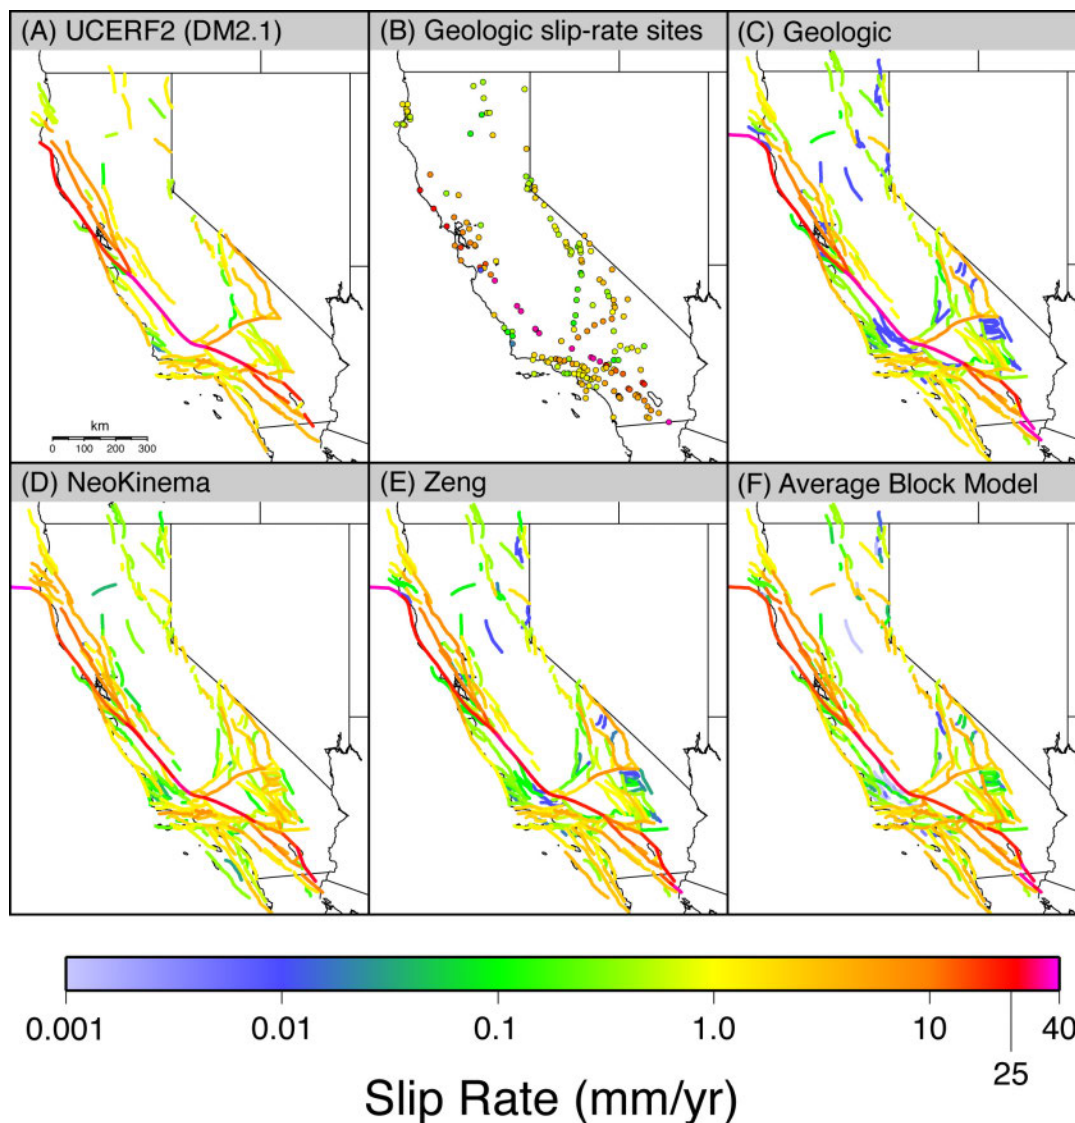 (A) UCERF2 (DM2.1)
(B) Geologic slip-rate sites
(C) Geologic
km
0 100 200 300
(D) NeoKinema
(E) Zeng
(F) Average Block Model
0.001 0.01 0.1 1.0 10 40
25
Slip Rate (mm/yr)